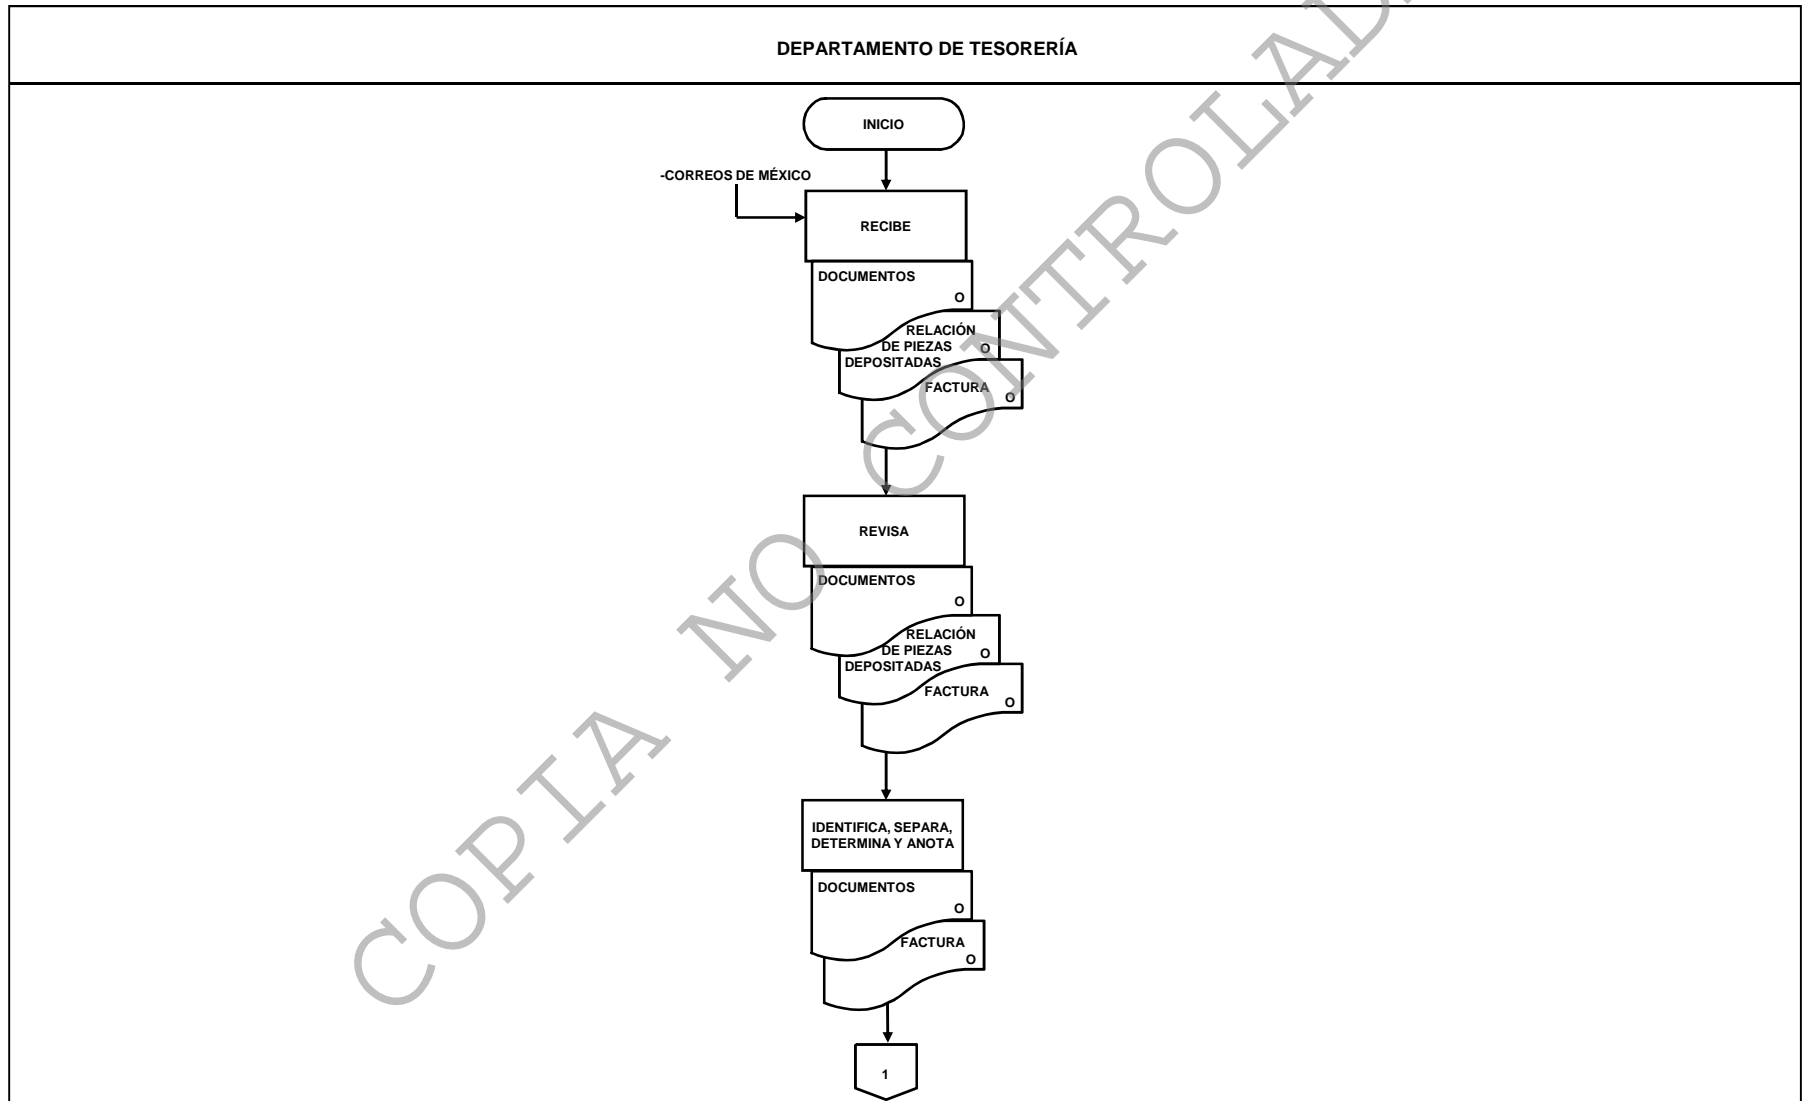 DEPARTAMENTO DE TESORERÍA
INICIO
-CORREOS DE MÉXICO
RECIBE
DOCUMENTOS
O
RELACIÓN
DE PIEZAS
O
DEPOSITADAS
FACTURA
O
REVISA
DOCUMENTOS
O
RELACIÓN
DE PIEZAS
O
DEPOSITADAS
FACTURA
O
IDENTIFICA, SEPARA,
DETERMINA Y ANOTA
DOCUMENTOS
O
FACTURA
O
1
COPIA NO CONTROLAD